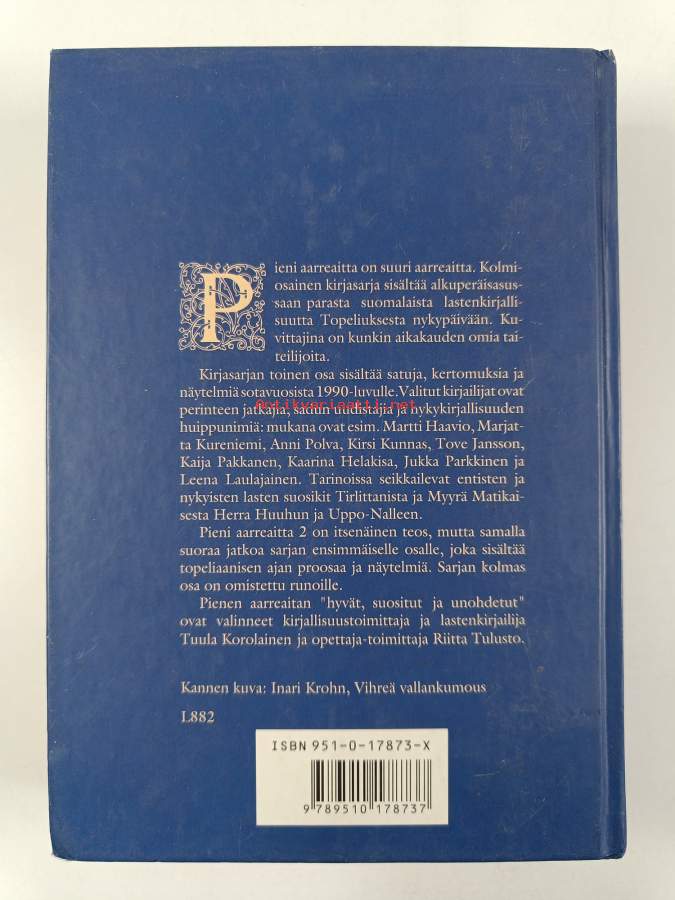 Pieni aarreaitta on suuri aarreaitta. Kolmi-
osainen kirjasarja sisältää alkuperäisasus-
saan parasta suomalaista lastenkirjalli-
suutta Topeliuksesta nykypäivään. Ku-
vittajina on kunkin aikakauden omia tai-
teilijoita.
Kirjasarjan toinen osa sisältää satuja, kertomuksia ja
näytelmiä sotavuosista 1990-luvulle. Valitut kirjailijat ovat
perinteen jatkajia, sadun uudistajia ja nykykirjallisuuden
Antikvariaatti.net
huippunimiä: mukana ovat esim. Martti Haavio, Marjat-
ta Kureniemi, Anni Polva, Kirsi Kunnas, Tove Jansson,
Kaija Pakkanen, Kaarina Helakisa, Jukka Parkkinen ja
Leena Laulajainen. Tarinoissa seikkailevat entisten ja
nykyisten lasten suosikit Tirlittanista ja Myyrä Matikai-
sesta Herra Huuhun ja Uppo-Nalleen.
Pieni aarreaitta 2 on itsenäinen teos, mutta samalla
suoraa jatkoa sarjan ensimmäiselle osalle, joka sisältää
topeliaanisen ajan proosaa ja näytelmiä. Sarjan kolmas
osa on omistettu runoille.
Pienen aarreaitan "hyvät, suositut ja unohdetut"
ovat valinneet kirjallisuustoimittaja ja lastenkirjailija
Tuula Korolainen ja opettaja-toimittaja Riitta Tulusto.
Kannen kuva: Inari Krohn, Vihreä vallankumous
L882
ISBN 951-0-17873-X
9 789510 178737